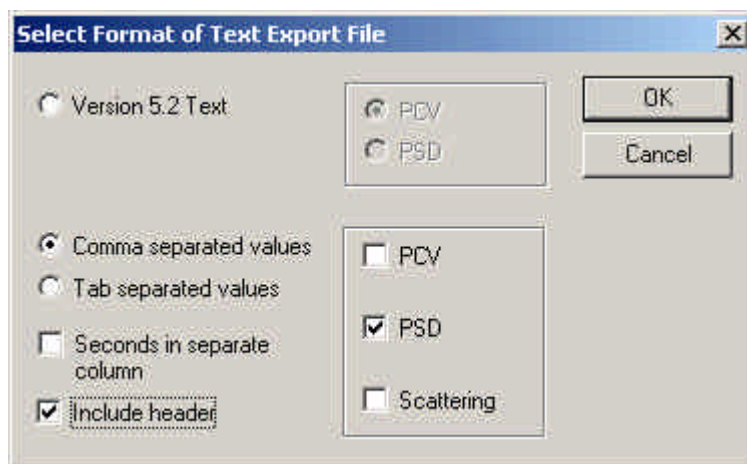 Select Format of Text Export File
Version 5.2 Text
PCV
PSD
OK
Cancel
Comma separated values
Tab separated values
Seconds in separate
column
Include header
PCV
PSD
Scattering